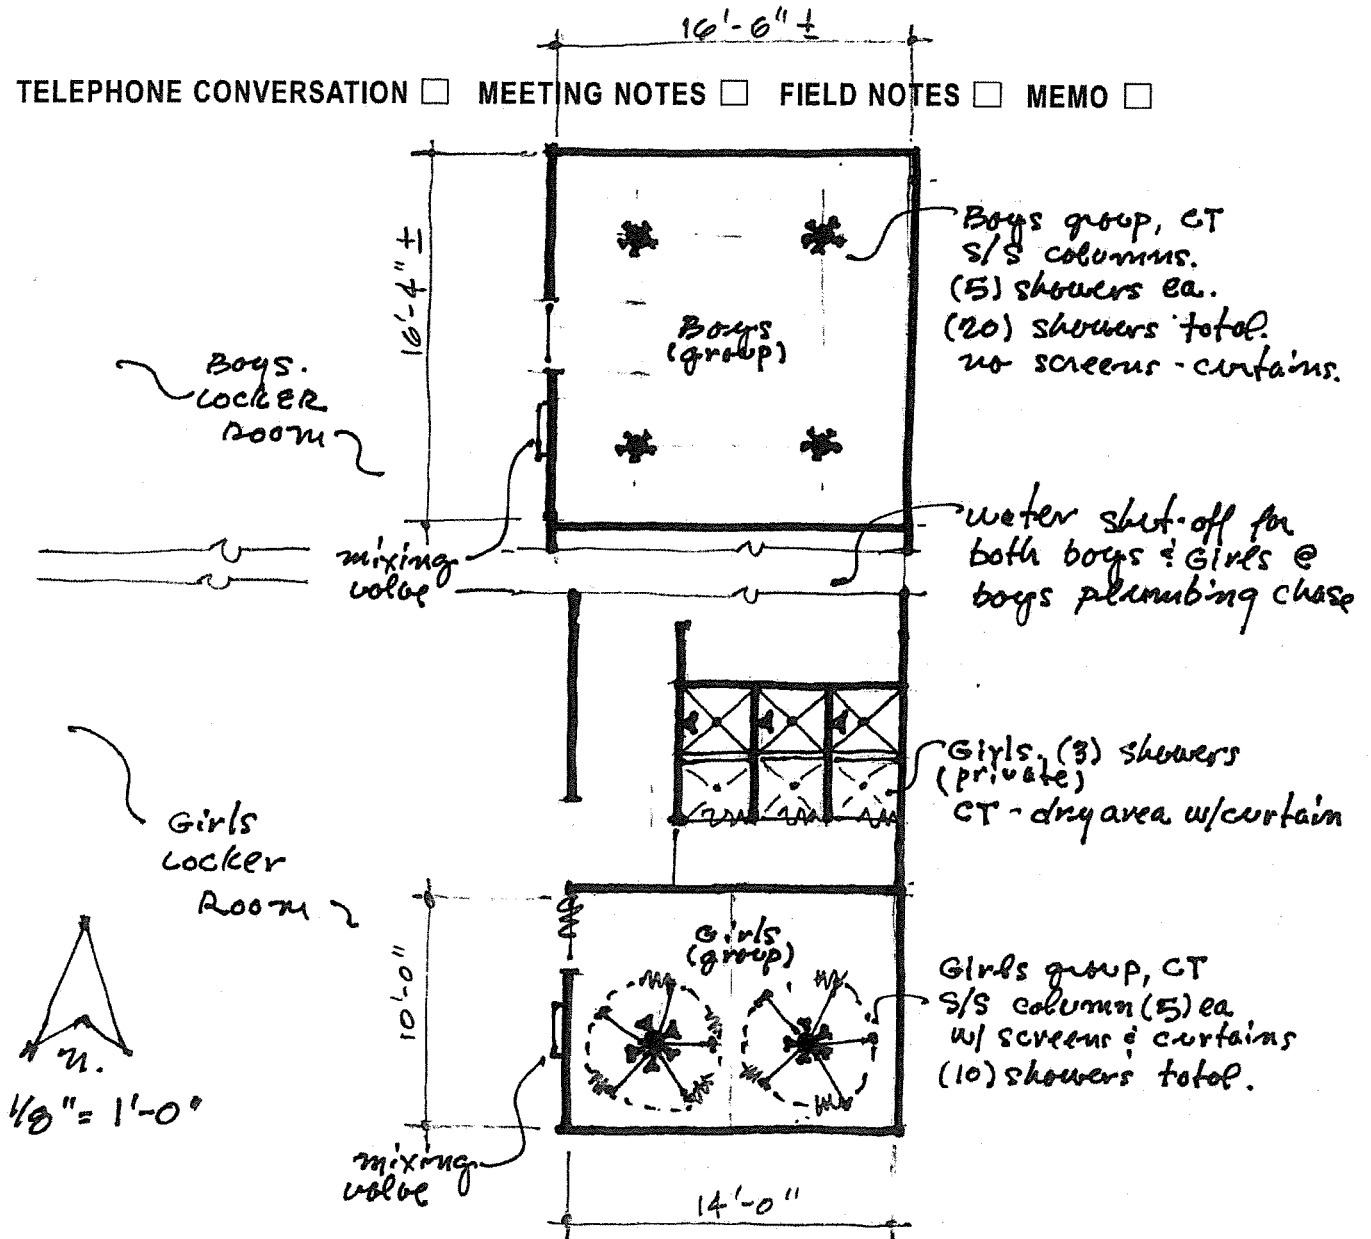 16'-6" ±
TELEPHONE CONVERSATION □ MEETING NOTES □ FIELD NOTES □ MEMO □
16'-4" ±
Boys group, CT
S/S columns.
(5) showers ea.
(20) showers total.
no screens - curtains.
Boys
(group)
Boys.
LOCKER
Room
mixing
valve
water shut-off for
both boys & Girls @
boys plumbing chase
Girls. (3) showers
(private)
CT - dry area w/curtain
Girls
Locker
Room
Girls
(group)
10'-0"
Girls group, CT
S/S column (5) ea
w/ screens & curtains
(10) showers total.
n.
1/8" = 1'-0"
mixing
valve
14'-0"